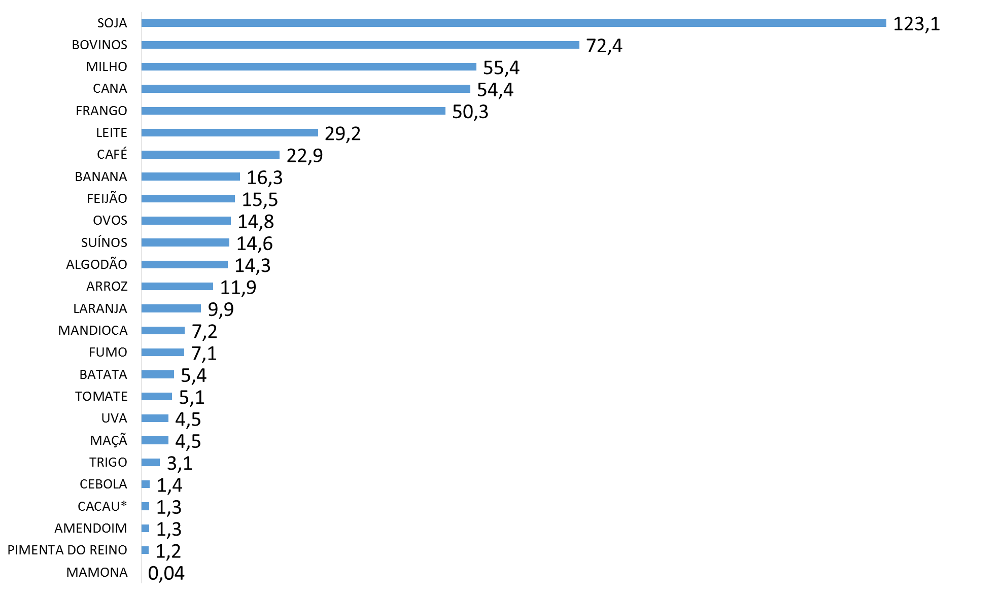 SOJA 123,1
BOVINOS 72,4
MILHO 55,4
CANA 54,4
FRANGO 50,3
LEITE 29,2
CAFÉ 22,9
BANANA 16,3
FEIJÃO 15,5
OVOS 14,8
SUÍNOS 14,6
ALGODÃO 14,3
ARROZ 11,9
LARANJA 9,9
MANDIOCA 7,2
FUMO 7,1
BATATA 5,4
TOMATE 5,1
UVA 4,5
MAÇÃ 4,5
TRIGO 3,1
CEBOLA 1,4
CACAU* 1,3
AMENDOIM 1,3
PIMENTA DO REINO 1,2
MAMONA 0,04